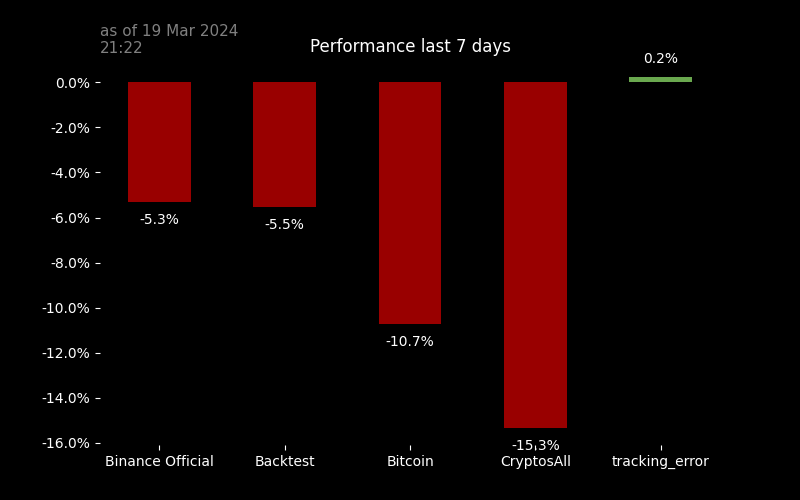 as of 19 Mar 2024
21:22
Performance last 7 days
0.2%
0.0%
-2.0%
-4.0%
-6.0%
-8.0%
-10.0%
-12.0%
-14.0%
-16.0%
-5.3%
-5.5%
-10.7%
-15.3%
Binance Official
Backtest
Bitcoin
CryptosAll
tracking_error